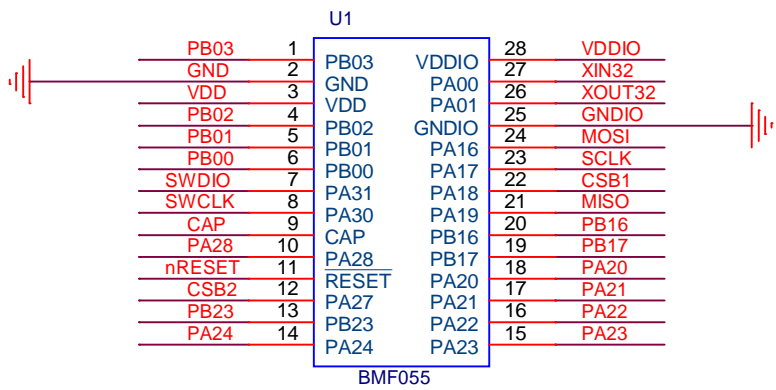 U1
PB03 1 PB03 VDDIO 28 VDDIO
GND 2 GND PA00 27 XIN32
VDD 3 VDD PA01 26 XOUT32
PB02 4 PB02 GNDIO 25 GNDIO
PB01 5 PB01 PA16 24 MOSI
PB00 6 PB00 PA17 23 SCLK
SWDIO 7 PA31 PA18 22 CSB1
SWCLK 8 PA30 PA19 21 MISO
CAP 9 CAP PB16 20 PB16
PA28 10 PA28 PB17 19 PB17
nRESET 11 RESET PA20 18 PA20
CSB2 12 PA27 PA21 17 PA21
PB23 13 PB23 PA22 16 PA22
PA24 14 PA24 PA23 15 PA23
BMF055